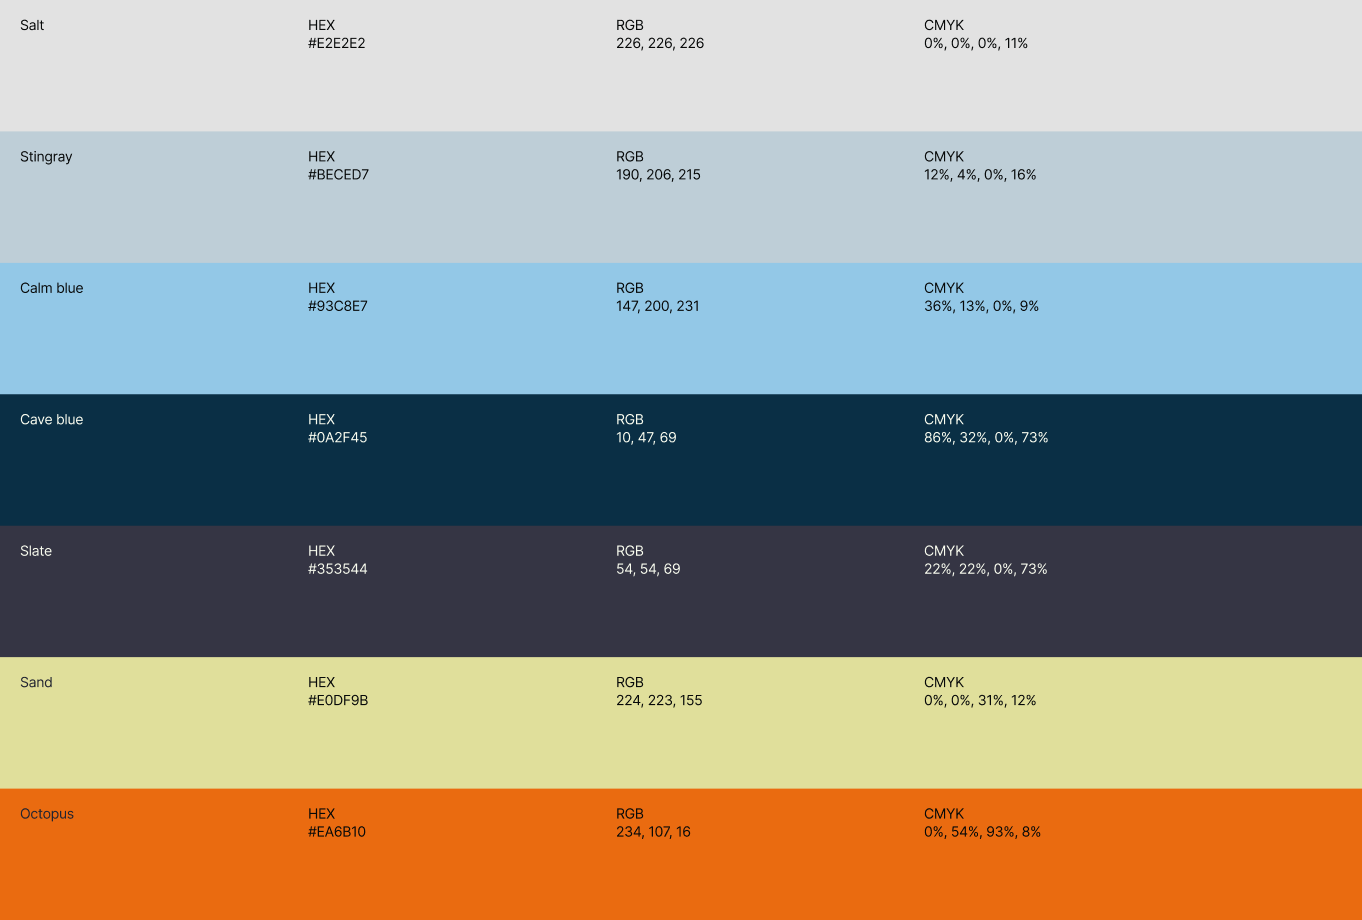 Salt
HEX
#E2E2E2
RGB
226, 226, 226
CMYK
0%, 0%, 0%, 11%
Stingray
HEX
#BECED7
RGB
190, 206, 215
CMYK
12%, 4%, 0%, 16%
Calm blue
HEX
#93C8E7
RGB
147, 200, 231
CMYK
36%, 13%, 0%, 9%
Cave blue
HEX
#0A2F45
RGB
10, 47, 69
CMYK
86%, 32%, 0%, 73%
Slate
HEX
#353544
RGB
54, 54, 69
CMYK
22%, 22%, 0%, 73%
Sand
HEX
#E0DF9B
RGB
224, 223, 155
CMYK
0%, 0%, 31%, 12%
Octopus
HEX
#EA6B10
RGB
234, 107, 16
CMYK
0%, 54%, 93%, 8%